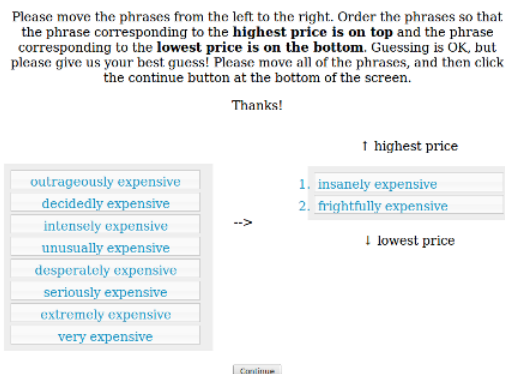 Please move the phrases from the left to the right. Order the phrases so that
the phrase corresponding to the highest price is on top and the phrase
corresponding to the lowest price is on the bottom. Guessing is OK, but
please give us your best guess! Please move all of the phrases, and then click
the continue button at the bottom of the screen.
Thanks!
↑ highest price
outrageously expensive
decidedly expensive
intensely expensive
unusually expensive
desperately expensive
seriously expensive
extremely expensive
very expensive
-->
1. insanely expensive
2. frightfully expensive
↓ lowest price
Continue